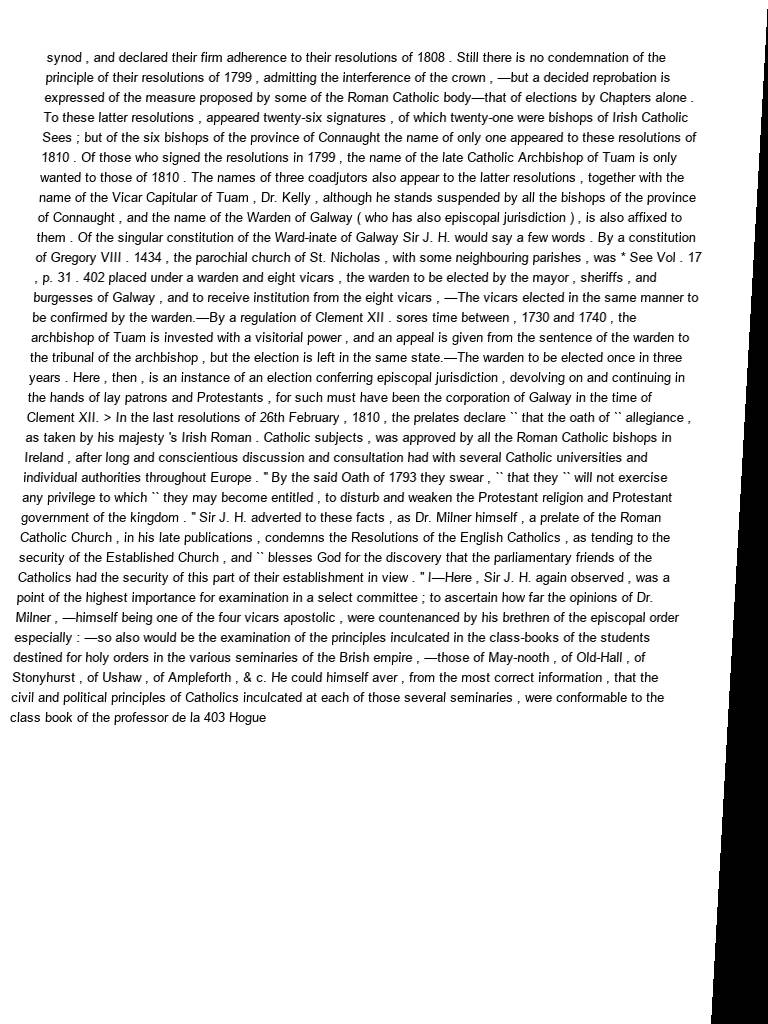 synod , and declared their firm adherence to their resolutions of 1808 . Still there is no condemnation of the
principle of their resolutions of 1799 , admitting the interference of the crown , —but a decided reprobation is
expressed of the measure proposed by some of the Roman Catholic body—that of elections by Chapters alone .
To these latter resolutions , appeared twenty-six signatures , of which twenty-one were bishops of Irish Catholic
Sees ; but of the six bishops of the province of Connaught the name of only one appeared to these resolutions of
1810 . Of those who signed the resolutions in 1799 , the name of the late Catholic Archbishop of Tuam is only
wanted to those of 1810 . The names of three coadjutors also appear to the latter resolutions , together with the
name of the Vicar Capitular of Tuam , Dr. Kelly , although he stands suspended by all the bishops of the province
of Connaught , and the name of the Warden of Galway ( who has also episcopal jurisdiction ) , is also affixed to
them . Of the singular constitution of the Ward-inate of Galway Sir J. H. would say a few words . By a constitution
of Gregory VIII . 1434 , the parochial church of St. Nicholas , with some neighbouring parishes , was * See Vol . 17
, p. 31 . 402 placed under a warden and eight vicars , the warden to be elected by the mayor , sheriffs , and
burgesses of Galway , and to receive institution from the eight vicars , —The vicars elected in the same manner to
be confirmed by the warden.—By a regulation of Clement XII . sores time between , 1730 and 1740 , the
archbishop of Tuam is invested with a visitorial power , and an appeal is given from the sentence of the warden to
the tribunal of the archbishop , but the election is left in the same state.—The warden to be elected once in three
years . Here , then , is an instance of an election conferring episcopal jurisdiction , devolving on and continuing in
the hands of lay patrons and Protestants , for such must have been the corporation of Galway in the time of
Clement XII. > In the last resolutions of 26th February , 1810 , the prelates declare `` that the oath of `` allegiance ,
as taken by his majesty 's Irish Roman . Catholic subjects , was approved by all the Roman Catholic bishops in
Ireland , after long and conscientious discussion and consultation had with several Catholic universities and
individual authorities throughout Europe . " By the said Oath of 1793 they swear , `` that they `` will not exercise
any privilege to which `` they may become entitled , to disturb and weaken the Protestant religion and Protestant
government of the kingdom . " Sir J. H. adverted to these facts , as Dr. Milner himself , a prelate of the Roman
Catholic Church , in his late publications , condemns the Resolutions of the English Catholics , as tending to the
security of the Established Church , and `` blesses God for the discovery that the parliamentary friends of the
Catholics had the security of this part of their establishment in view . " I—Here , Sir J. H. again observed , was a
point of the highest importance for examination in a select committee ; to ascertain how far the opinions of Dr.
Milner , —himself being one of the four vicars apostolic , were countenanced by his brethren of the episcopal order
especially : —so also would be the examination of the principles inculcated in the class-books of the students
destined for holy orders in the various seminaries of the Brish empire , —those of May-nooth , of Old-Hall , of
Stonyhurst , of Ushaw , of Ampleforth , & c. He could himself aver , from the most correct information , that the
civil and political principles of Catholics inculcated at each of those several seminaries , were conformable to the
class book of the professor de la 403 Hogue